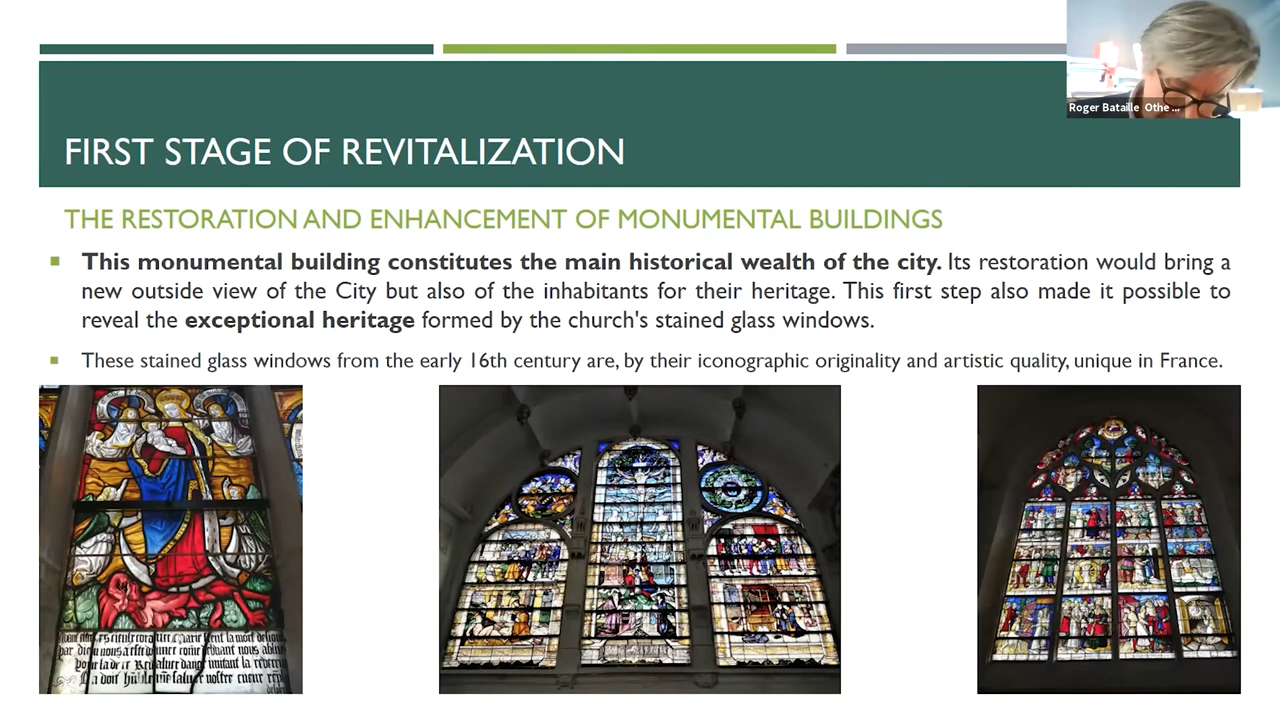 Roger Bataille Othe ...
FIRST STAGE OF REVITALIZATION
THE RESTORATION AND ENHANCEMENT OF MONUMENTAL BUILDINGS
This monumental building constitutes the main historical wealth of the city. Its restoration would bring a
new outside view of the City but also of the inhabitants for their heritage. This first step also made it possible to
reveal the exceptional heritage formed by the church's stained glass windows.
These stained glass windows from the early 16th century are, by their iconographic originality and artistic quality, unique in France.